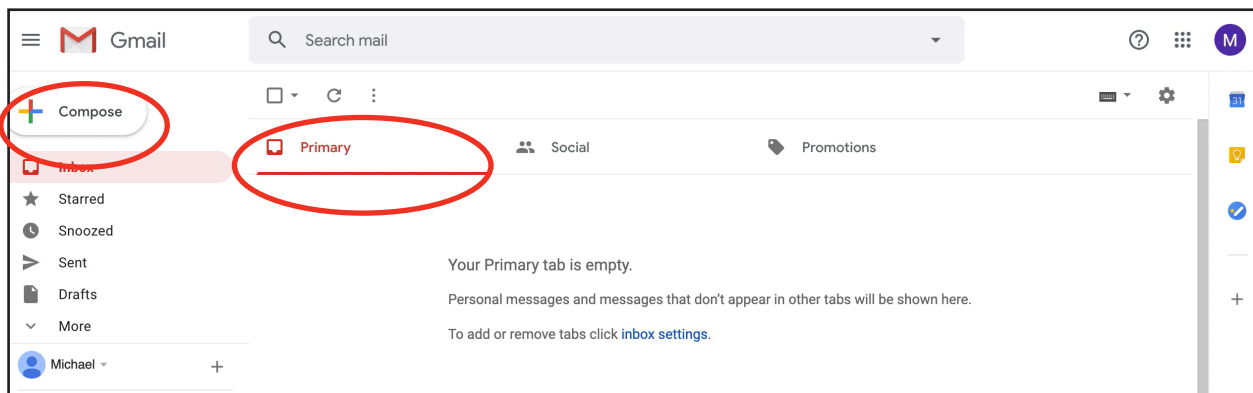 Gmail
Search mail
M
Compose
31
Primary
Social
Promotions
Inbox
Starred
Snoozed
Your Primary tab is empty.
Sent
Personal messages and messages that don't appear in other tabs will be shown here.
Drafts
To add or remove tabs click inbox settings.
More
Michael